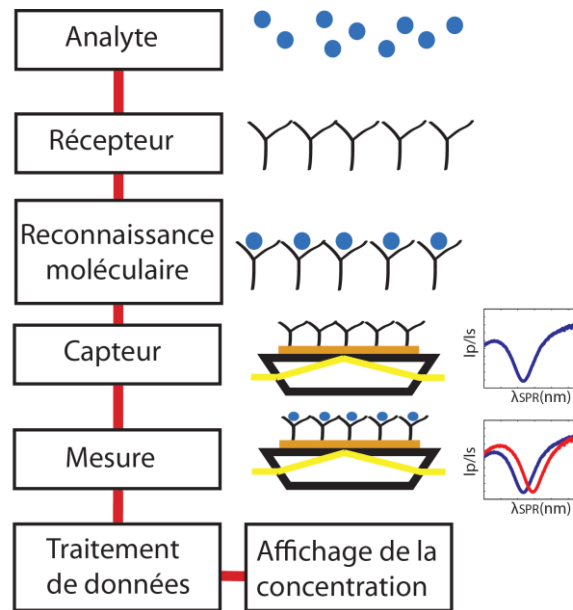 Analyte
Récepteur
Reconnaissance
moléculaire
Capteur
Ip/Is
λSPR(nm)
Mesure
Ip/Is
λSPR(nm)
Traitement
de données
Affichage de la
concentration